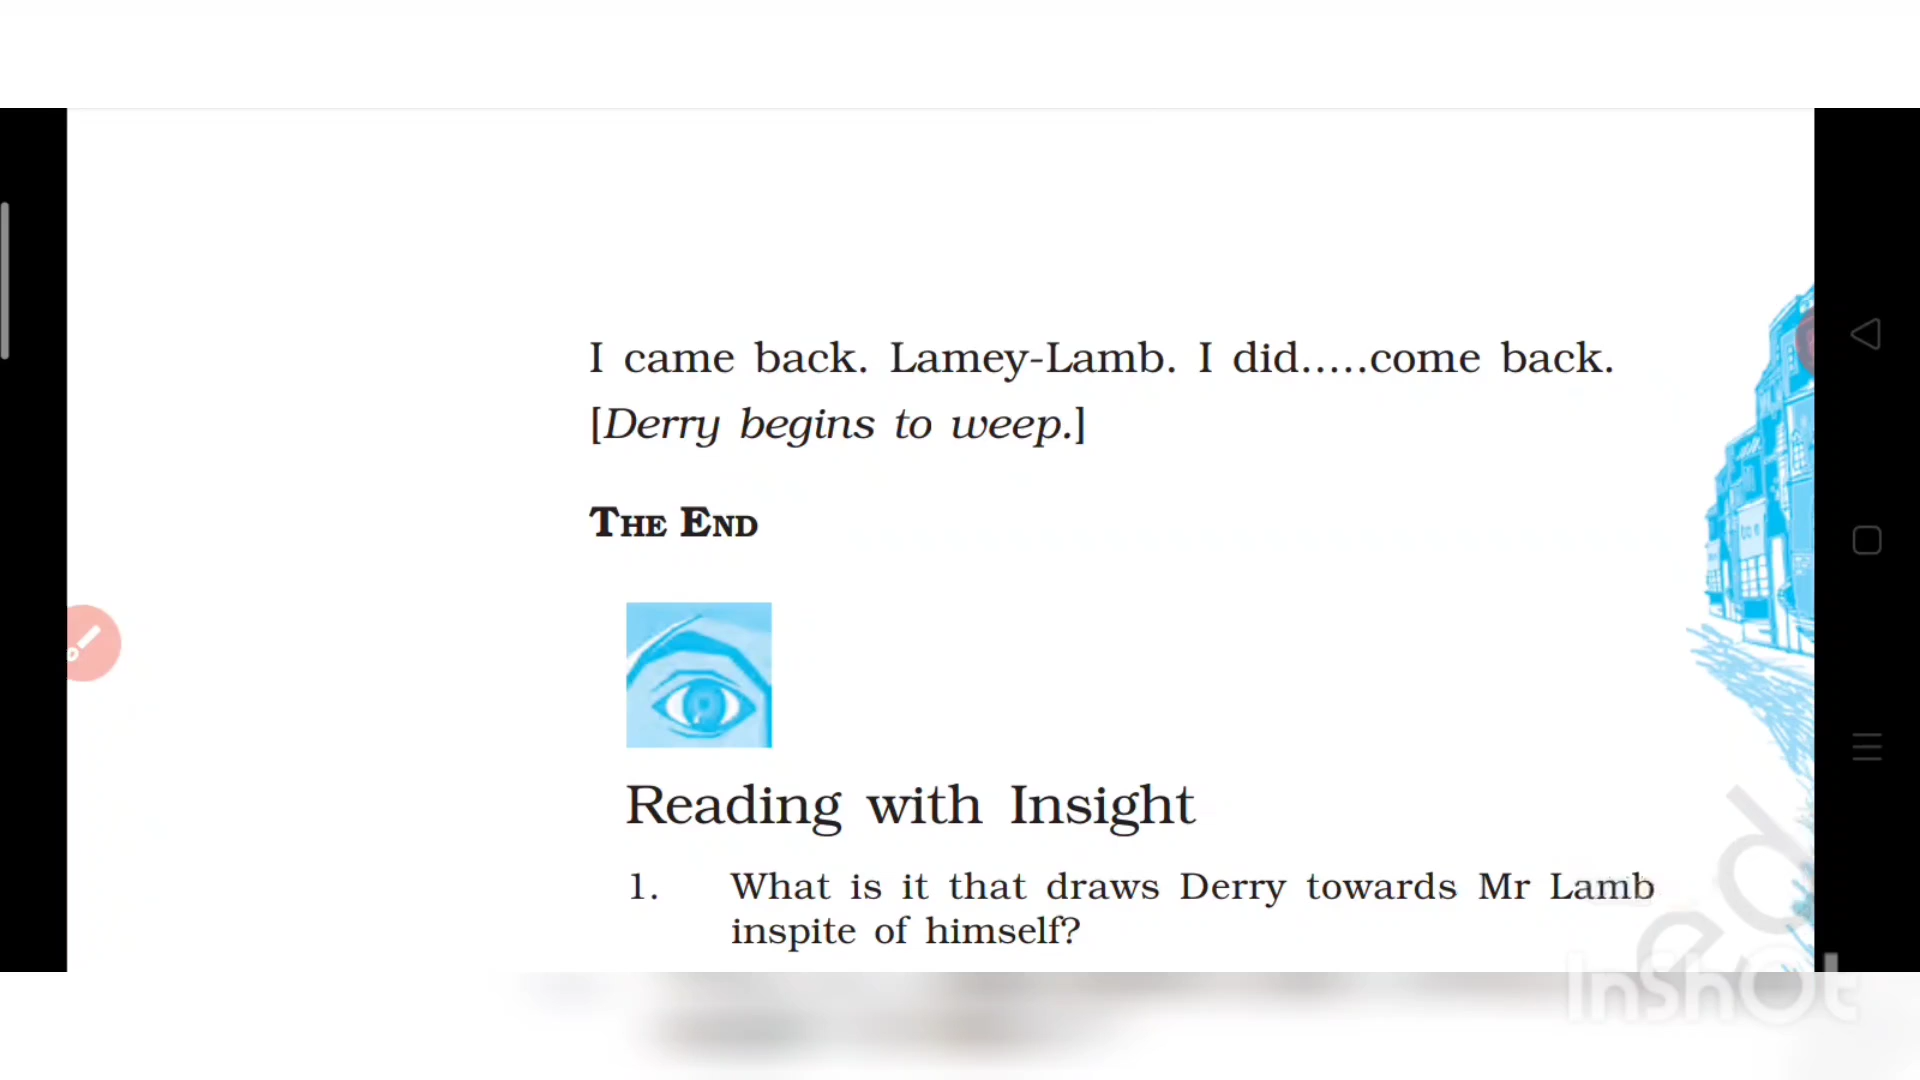 I came back. Lamey-Lamb. I did.....come back.
[Derry begins to weep.]
THE END
Reading with Insight
1. What is it that draws Derry towards Mr Lamb
inspite of himself?
ed
InShOt